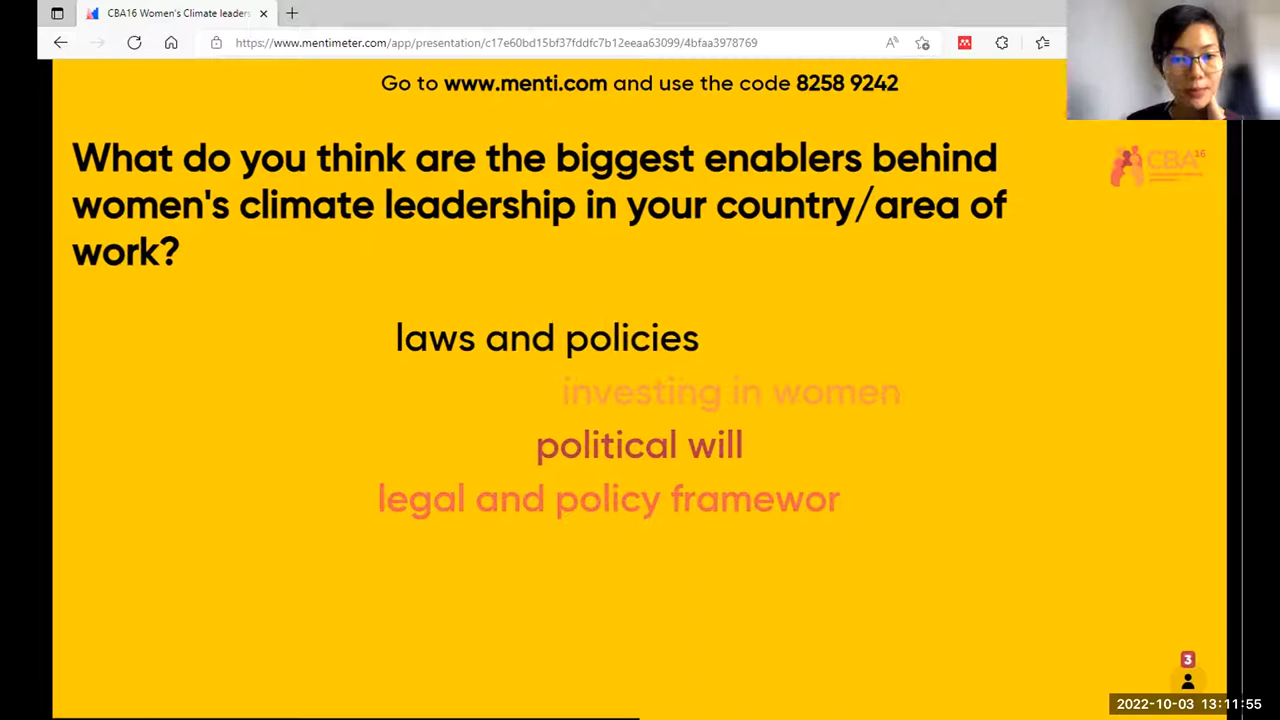 CBA16 Women's Climate leaders
https://www.mentimeter.com/app/presentation/c17e60bd15bf37fddfc7b12eeaa63099/4bfaa3978769
Go to www.menti.com and use the code 8258 9242
What do you think are the biggest enablers behind
women's climate leadership in your country/area of
work?
CBA16
laws and policies
investing in women
political will
legal and policy framewor
3
2022-10-03 13:11:55